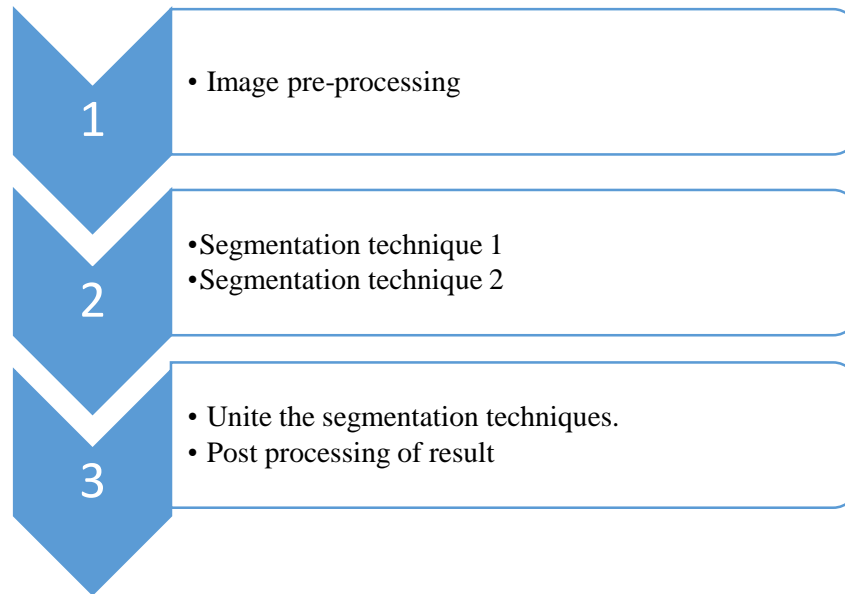 1
• Image pre-processing
2
•Segmentation technique 1
•Segmentation technique 2
3
• Unite the segmentation techniques.
• Post processing of result